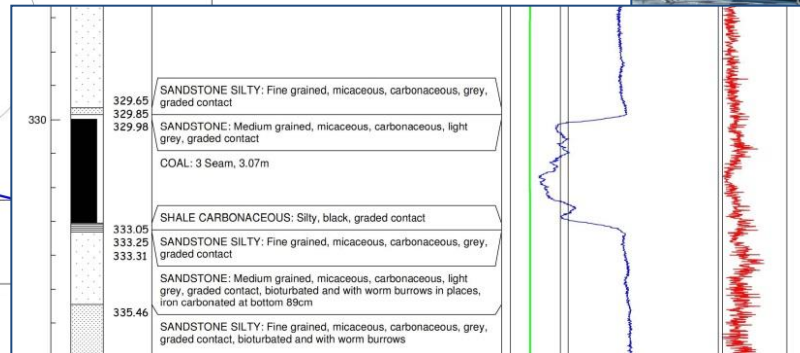 SANDSTONE SILTY: Fine grained, micaceous, carbonaceous, grey,
329.65
graded contact
329.85
330
329.98
SANDSTONE: Medium grained, micaceous, carbonaceous, light
grey, graded contact
COAL: 3 Seam, 3.07m
SHALE CARBONACEOUS: Silty, black, graded contact
333.05
333.25
SANDSTONE SILTY: Fine grained, micaceous, carbonaceous, grey,
333.31
graded contact
SANDSTONE: Medium grained, micaceous, carbonaceous, light
grey, graded contact, bioturbated and with worm burrows in places,
iron carbonated at bottom 89cm
335.46
SANDSTONE SILTY: Fine grained, micaceous, carbonaceous, grey,
graded contact, bioturbated and with worm burrows